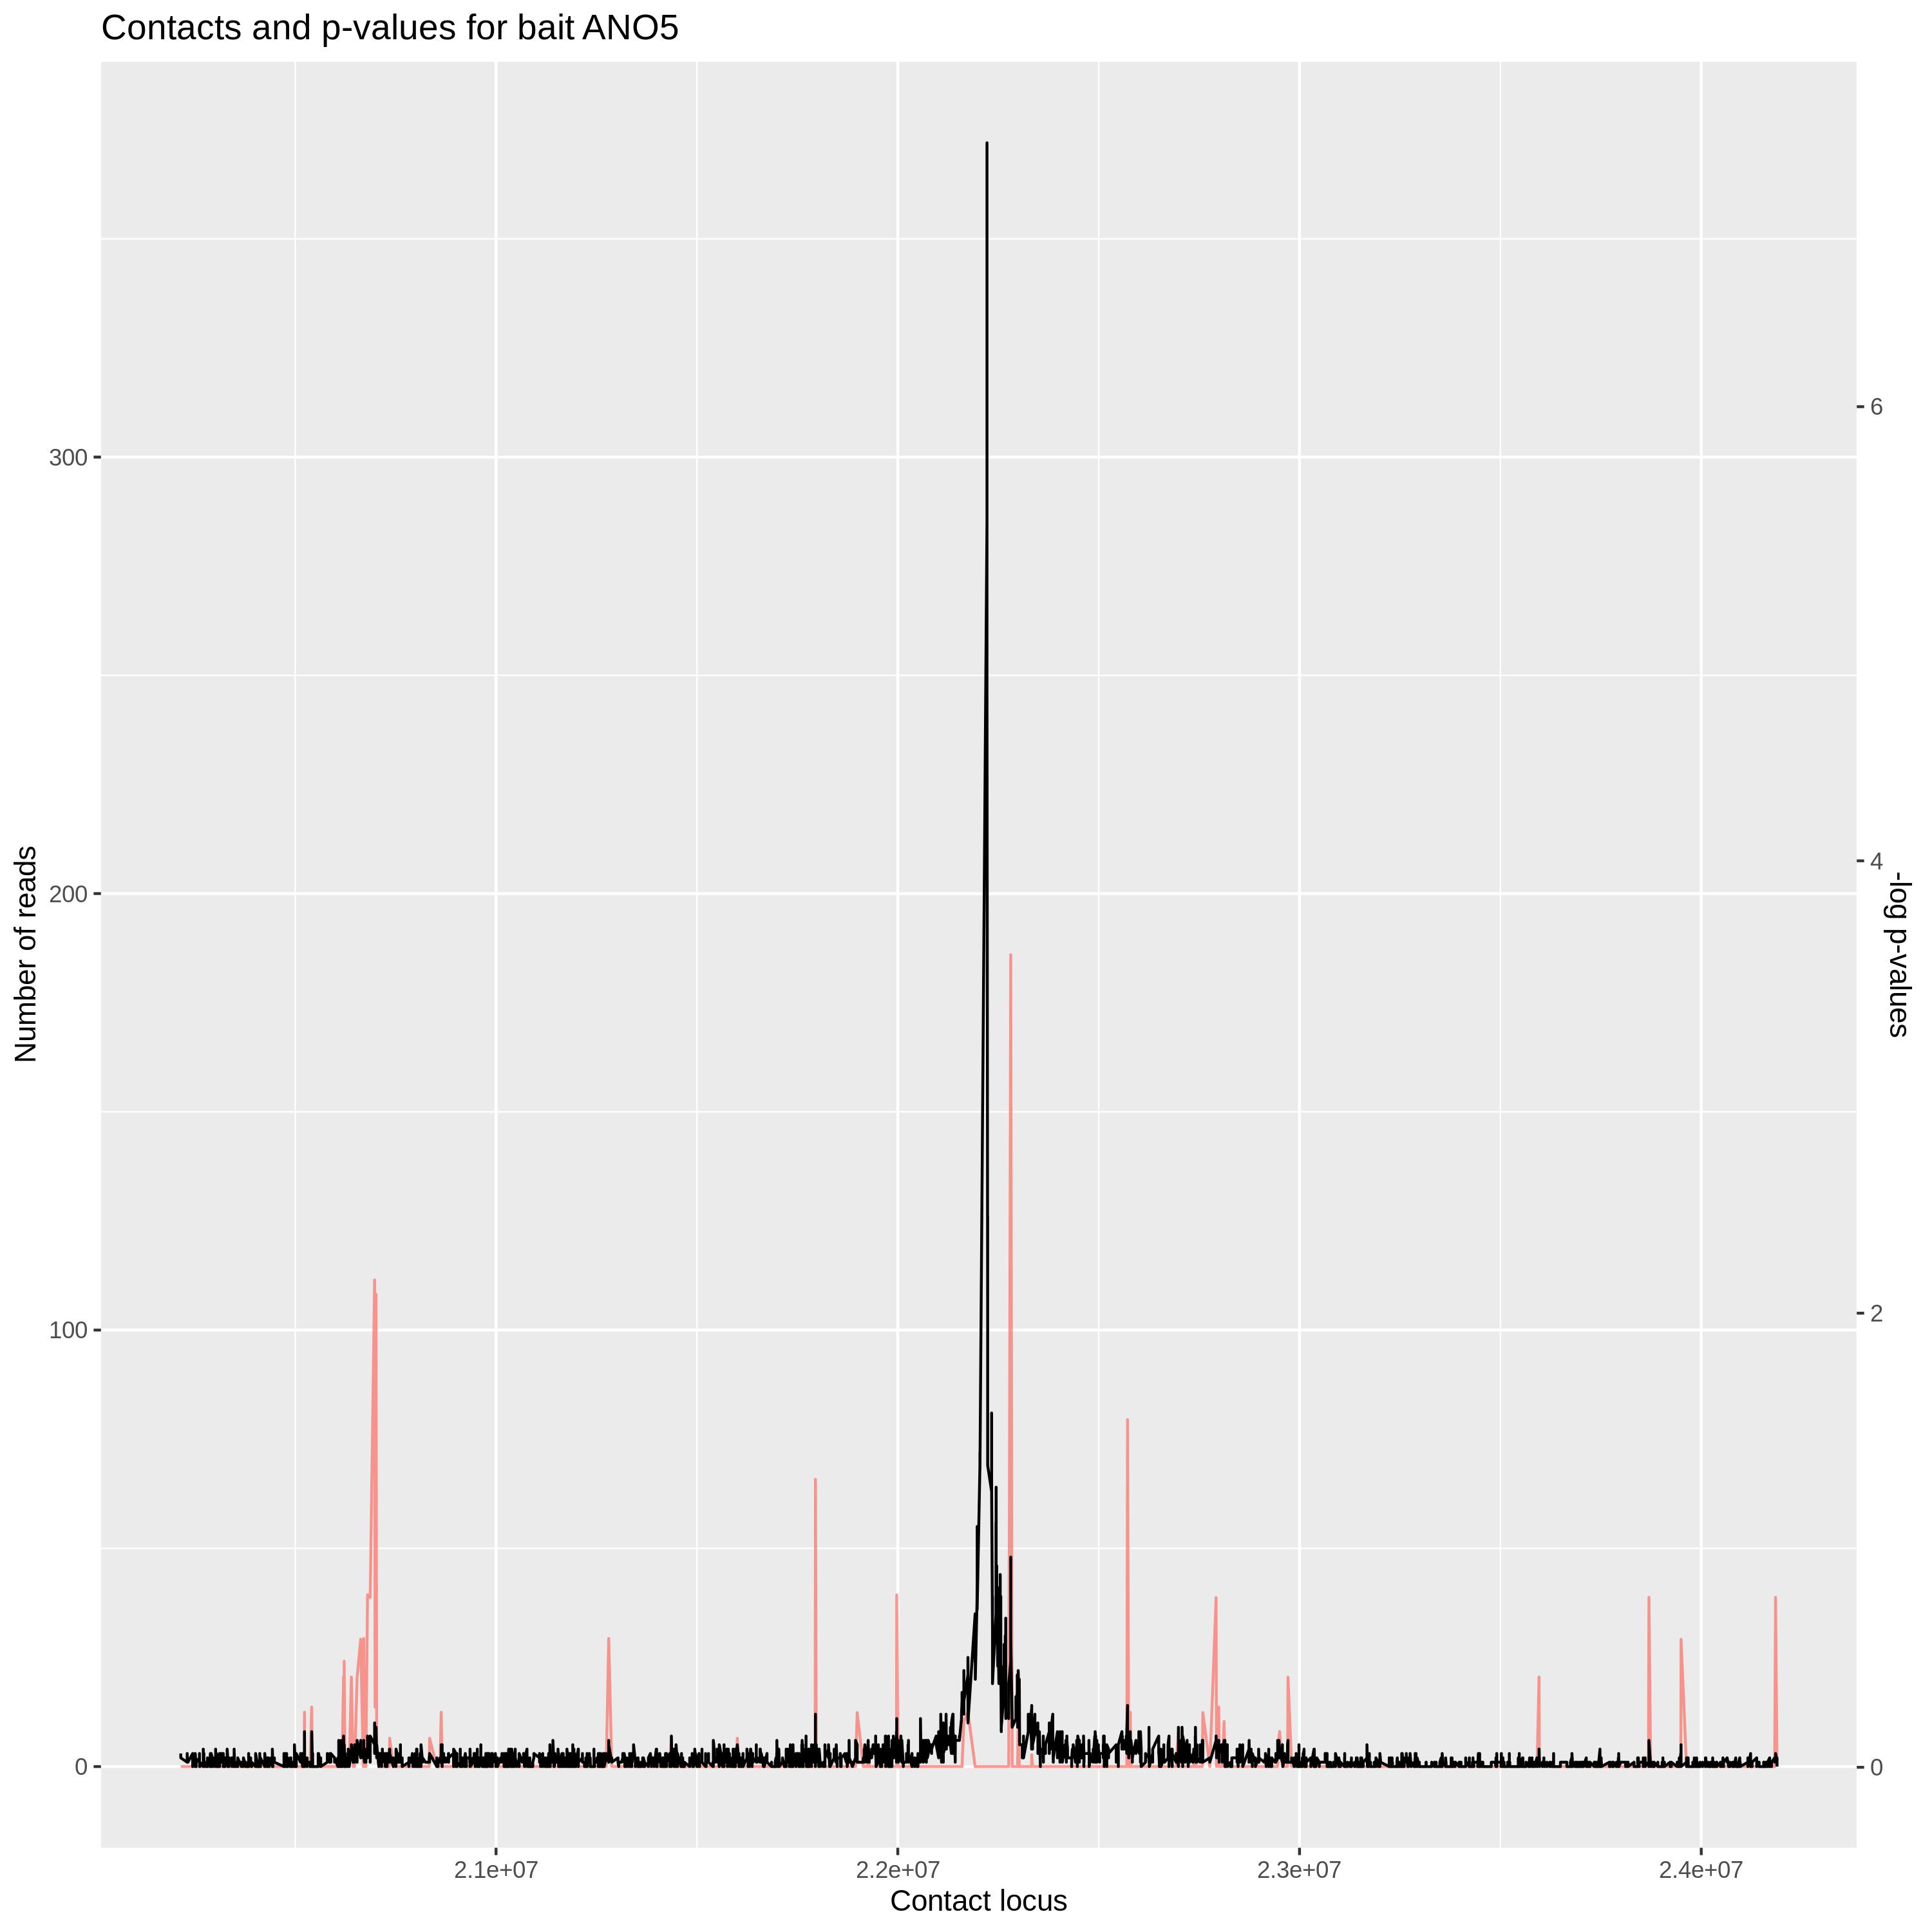 Contacts and p-values for bait ANO5
Number of reads
300
200
100
0
6
4
2
0
-log p-values
2.1e+07
2.2e+07
2.3e+07
2.4e+07
Contact locus